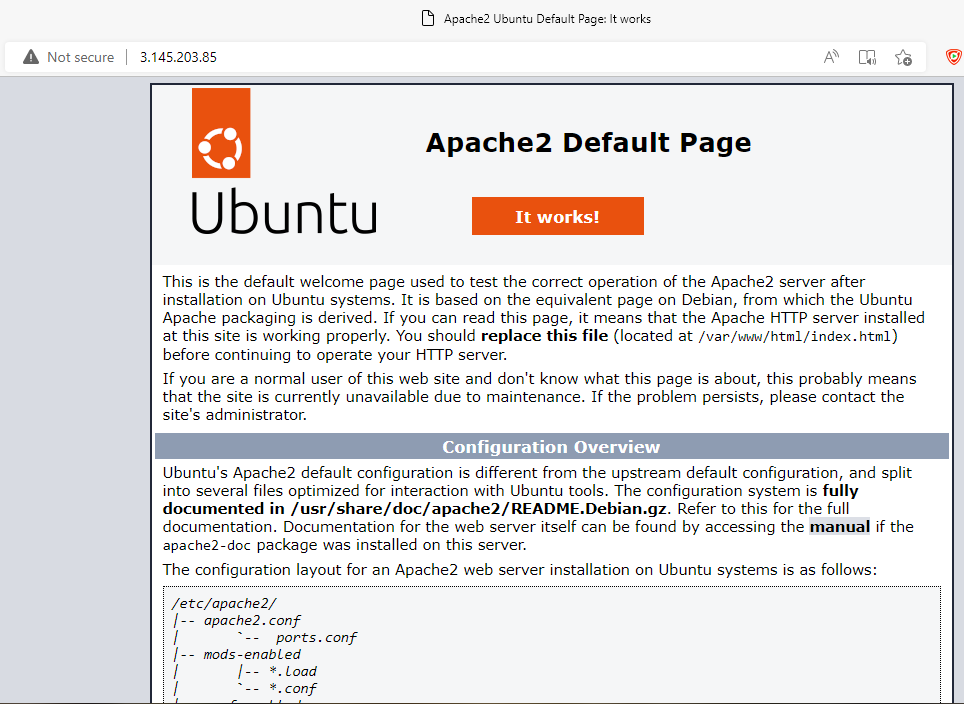 Apache2 Ubuntu Default Page: It works
Not secure
3.145.203.85
Apache2 Default Page
Ubuntu
It works!
This is the default welcome page used to test the correct operation of the Apache2 server after
installation on Ubuntu systems. It is based on the equivalent page on Debian, from which the Ubuntu
Apache packaging is derived. If you can read this page, it means that the Apache HTTP server installed
at this site is working properly. You should replace this file (located at /var/www/html/index.html)
before continuing to operate your HTTP server.
If you are a normal user of this web site and don't know what this page is about, this probably means
that the site is currently unavailable due to maintenance. If the problem persists, please contact the
site's administrator.
Configuration Overview
Ubuntu's Apache2 default configuration is different from the upstream default configuration, and split
into several files optimized for interaction with Ubuntu tools. The configuration system is fully
documented in /usr/share/doc/apache2/README.Debian.gz. Refer to this for the full
documentation. Documentation for the web server itself can be found by accessing the manual if the
apache2-doc package was installed on this server.
The configuration layout for an Apache2 web server installation on Ubuntu systems is as follows:
/etc/apache2/
|-- apache2.conf
|       `--  ports.conf
|-- mods-enabled
|       |-- *.load
|       `-- *.conf